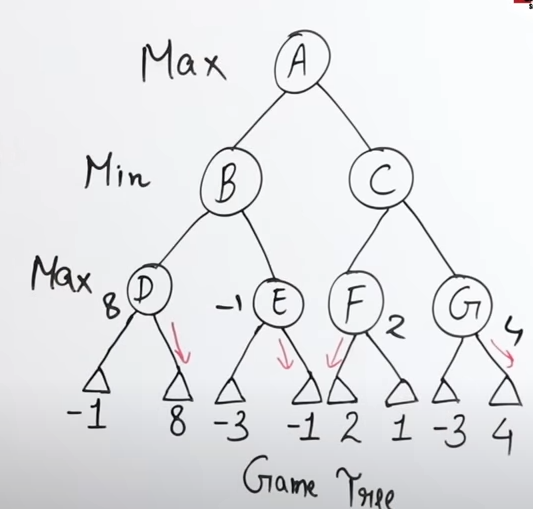 Max A
Min B C
Max 8 D -1 E F 2 G 4
-1 8 -3 -1 2 1 -3 4
Game Tree